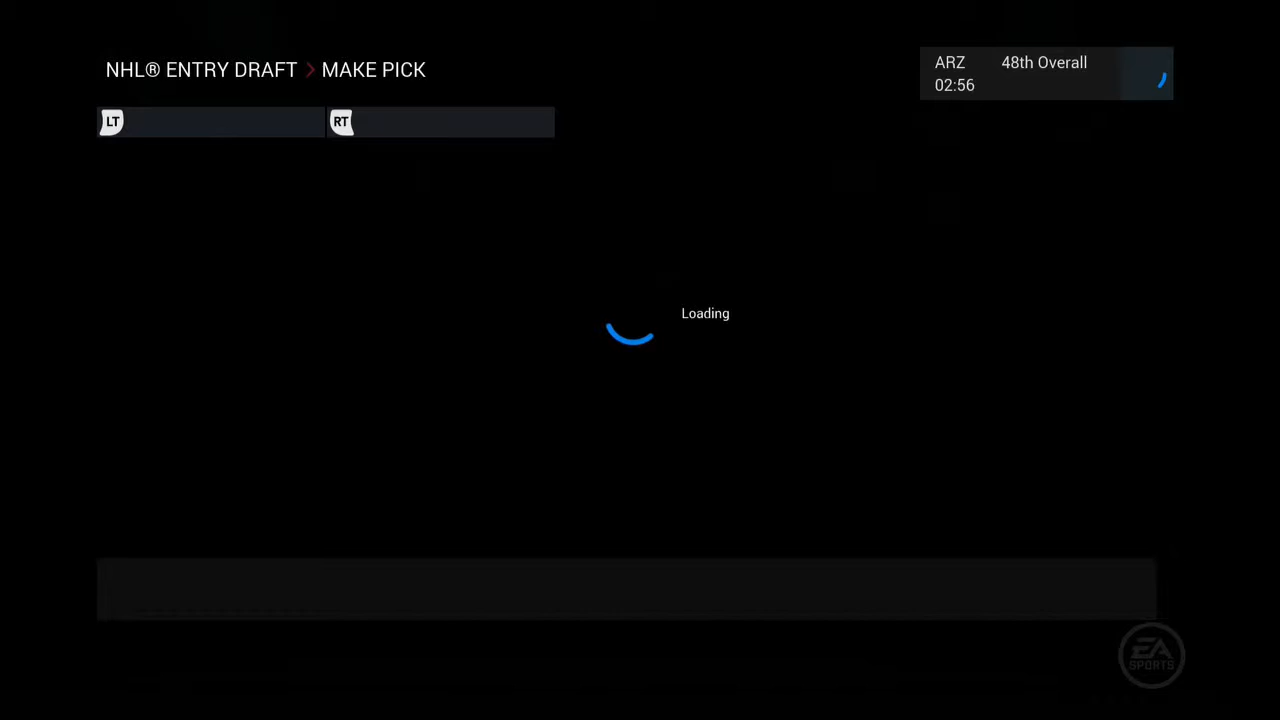 NHL® ENTRY DRAFT > MAKE PICK
ARZ 48th Overall
02:56
LT RT
Loading
EA
SPORTS